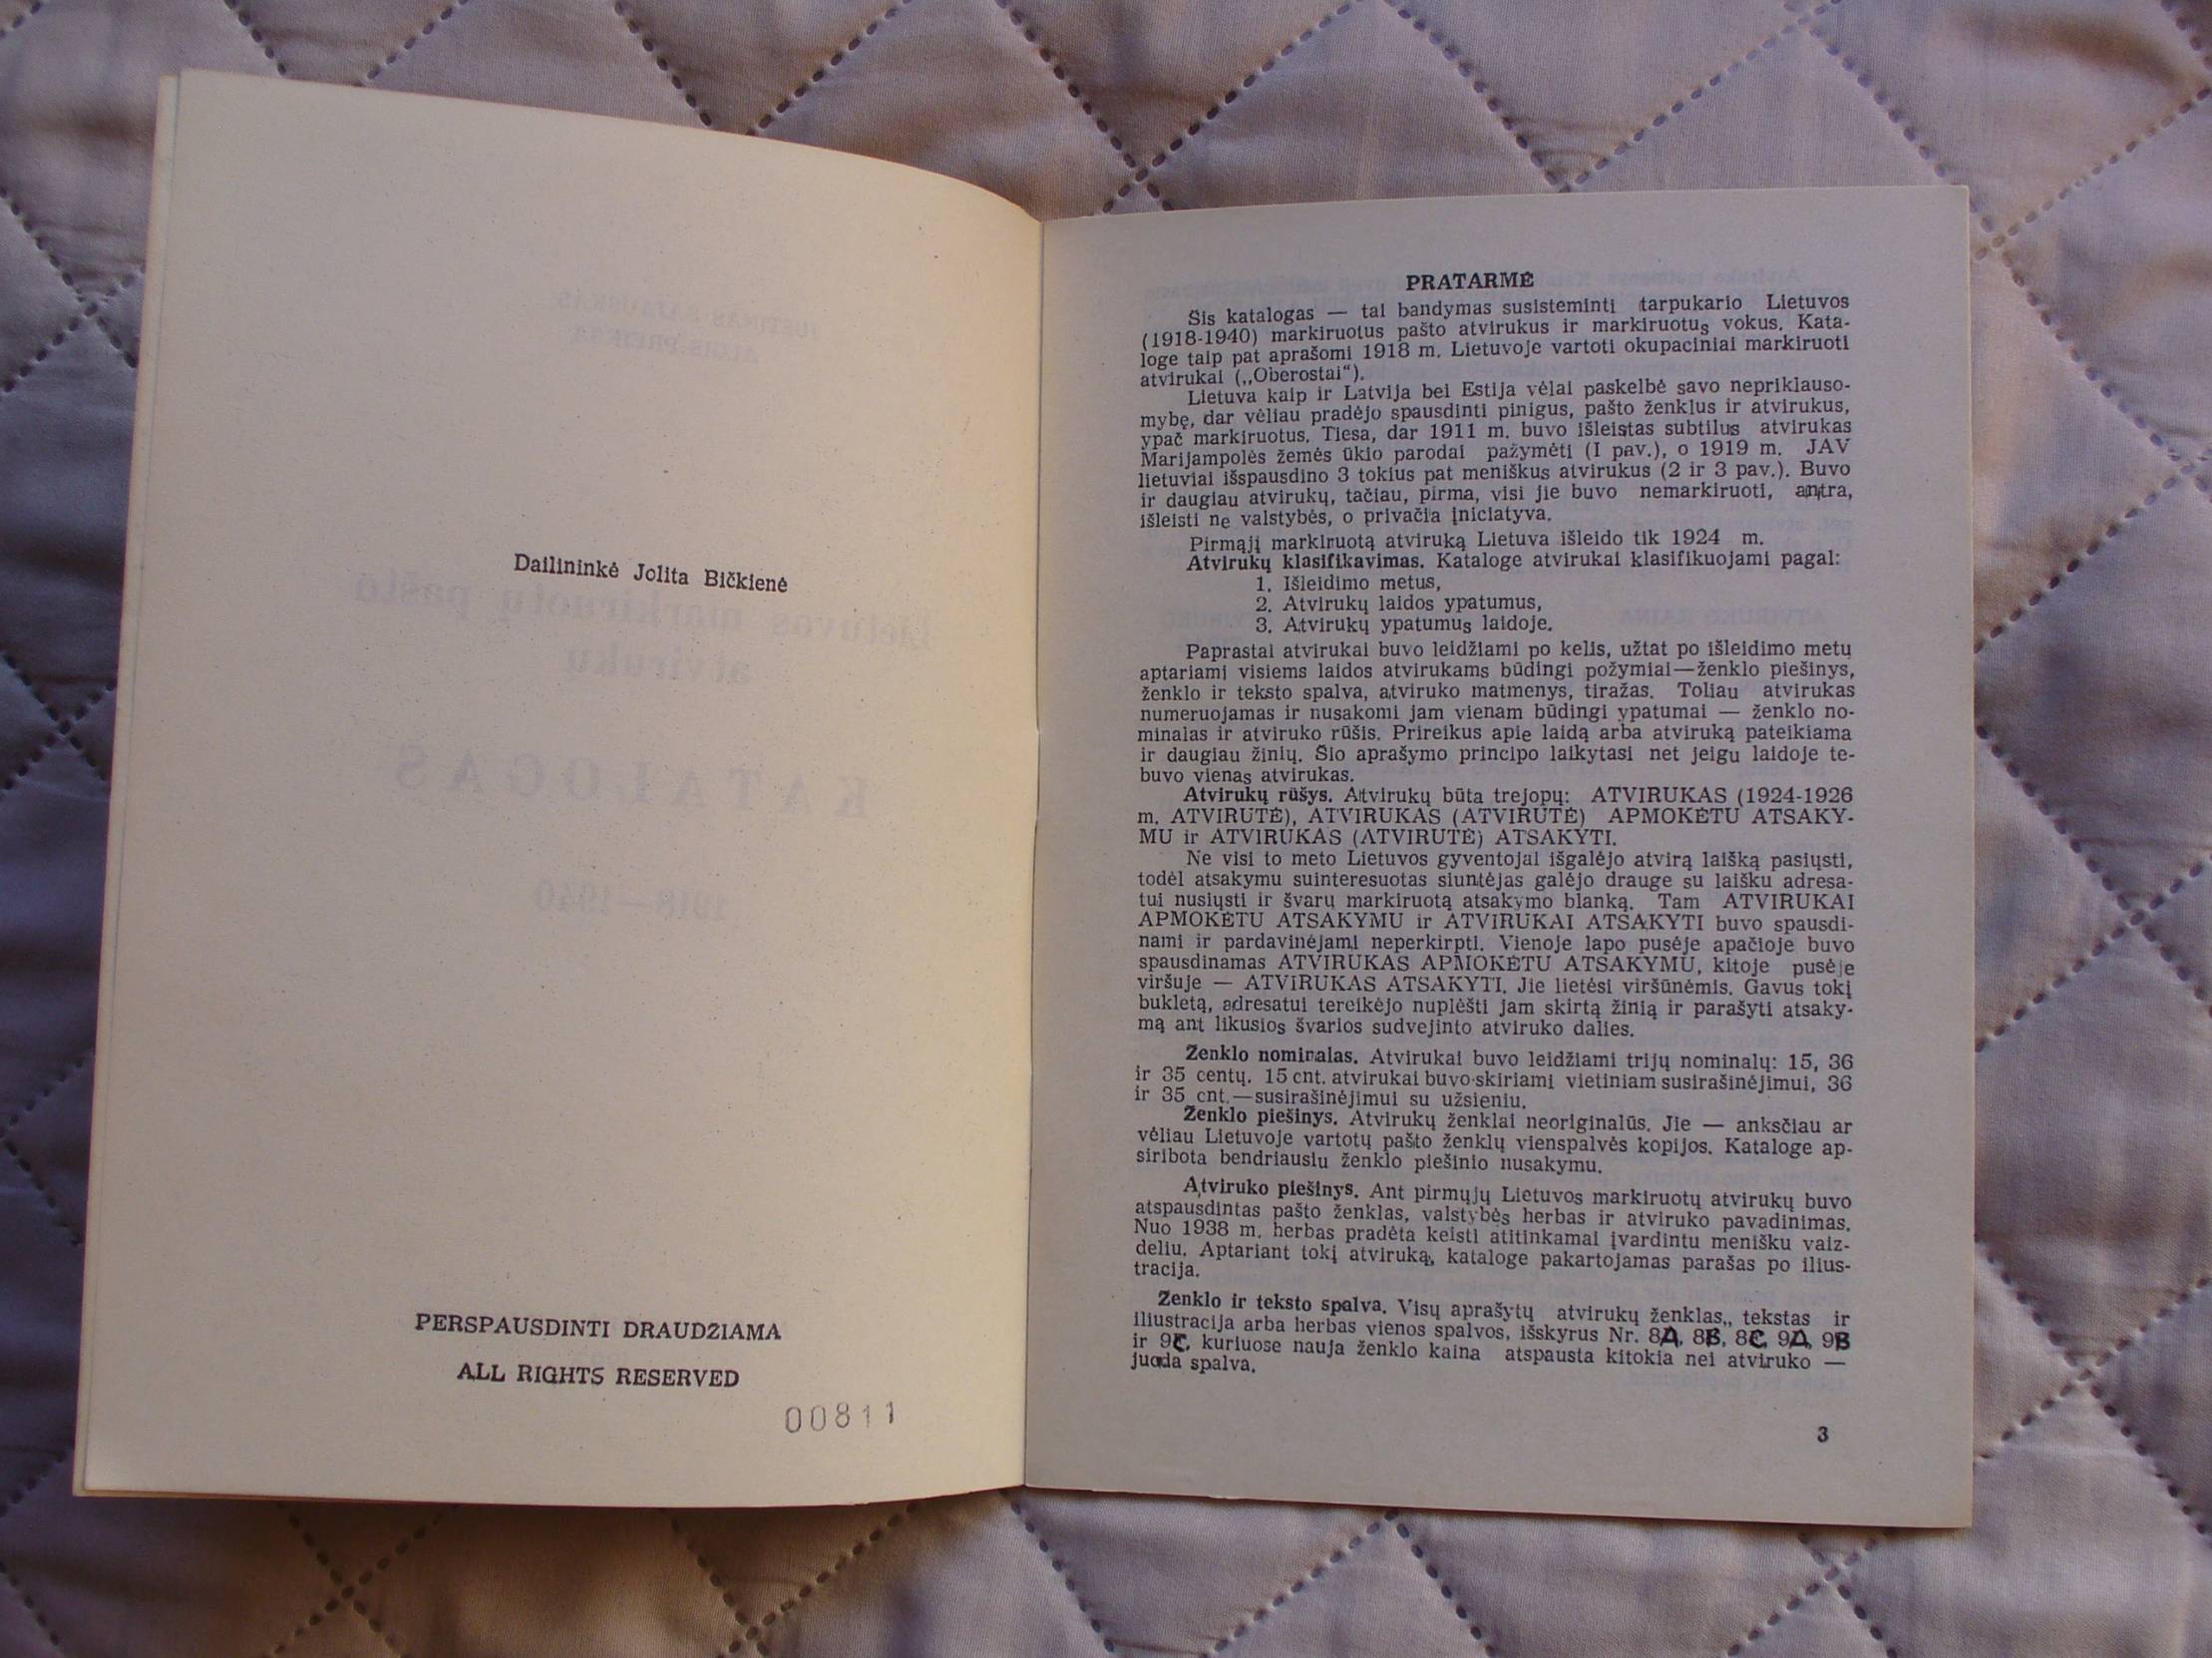 Dailininkė Jolita Bičkienė
PERSPAUSDINTI DRAUDŽIAMA
ALL RIGHTS RESERVED
00811
PRATARMĖ
Šis katalogas — tai bandymas susisteminti tarpukario Lietuvos
(1918-1940) markiruotus pašto atvirukus ir markiruotus vokus. Kata-
loge taip pat aprašomi 1918 m. Lietuvoje vartoti okupaciniai markiruoti
atvirukai („Oberostai“).
Lietuva kaip ir Latvija bei Estija vėlai paskelbė savo nepriklauso-
mybę, dar vėliau pradėjo spausdinti pinigus, pašto ženklus ir atvirukus,
ypač markiruotus. Tiesa, dar 1911 m. buvo išleistas subtilus atvirukas
Marijampolės žemės ūkio parodai pažymėti (I pav.), o 1919 m. JAV
lietuviai išspausdino 3 tokius pat meniškus atvirukus (2 ir 3 pav.). Buvo
ir daugiau atvirukų, tačiau, pirma, visi jie buvo nemarkiruoti, antra,
išleisti ne valstybės, o privačia iniciatyva.
Pirmąjį markiruotą atviruką Lietuva išleido tik 1924 m.
Atvirukų klasifikavimas. Kataloge atvirukai klasifikuojami pagal:
1. Išleidimo metus,
2. Atvirukų laidos ypatumus,
3. Atvirukų ypatumus laidoje.
Paprastai atvirukai buvo leidžiami po kelis, užtat po išleidimo metų
aptariami visiems laidos atvirukams būdingi požymiai—ženklo piešinys,
ženklo ir teksto spalva, atviruko matmenys, tiražas. Toliau atvirukas
numeruojamas ir nusakomi jam vienam būdingi ypatumai — ženklo no-
minalas ir atviruko rūšis. Prireikus apie laidą arba atviruką pateikiama
ir daugiau žinių. Šio aprašymo principo laikytasi net jeigu laidoje te-
buvo vienas atvirukas.
Atvirukų rūšys. Atvirukų būta trejopų: ATVIRUKAS (1924-1926
m. ATVIRUTĖ), ATVIRUKAS (ATVIRUTĖ) APMOKĖTU ATSAKY-
MU ir ATVIRUKAS (ATVIRUTĖ) ATSAKYTI.
Ne visi to meto Lietuvos gyventojai išgalėjo atvirą laišką pasiųsti,
todėl atsakymu suinteresuotas siuntėjas galėjo drauge su laišku adresa-
tui nusiųsti ir švarų markiruotą atsakymo blanką. Tam ATVIRUKAI
APMOKĖTU ATSAKYMU ir ATVIRUKAI ATSAKYTI buvo spausdi-
nami ir pardavinėjami neperkirpti. Vienoje lapo pusėje apačioje buvo
spausdinamas ATVIRUKAS APMOKĖTU ATSAKYMU, kitoje pusėje
viršuje — ATVIRUKAS ATSAKYTI. Jie lietėsi viršūnėmis. Gavus tokį
bukletą, adresatui tereikėjo nuplėšti jam skirtą žinią ir parašyti atsaky-
mą ant likusios švarios sudvejinto atviruko dalies.
Ženklo nominalas. Atvirukai buvo leidžiami trijų nominalų: 15, 36
ir 35 centų. 15 cnt. atvirukai buvo skiriami vietiniam susirašinėjimui, 36
ir 35 cnt.—susirašinėjimui su užsieniu.
Ženklo piešinys. Atvirukų ženklai neoriginalūs. Jie — anksčiau ar
vėliau Lietuvoje vartotų pašto ženklų vienspalvės kopijos. Kataloge ap-
siribota bendriausiu ženklo piešinio nusakymu.
Atviruko piešinys. Ant pirmųjų Lietuvos markiruotų atvirukų buvo
atspausdintas pašto ženklas, valstybės herbas ir atviruko pavadinimas.
Nuo 1938 m. herbas pradėta keisti atitinkamai įvardintu menišku vaiz-
deliu. Aptariant tokį atviruką, kataloge pakartojamas parašas po ilius-
tracija.
Ženklo ir teksto spalva. Visų aprašytų atvirukų ženklas,, tekstas ir
iliustracija arba herbas vienos spalvos, išskyrus Nr. 8A, 8B, 8C, 9A, 9B
ir 9C, kuriuose nauja ženklo kaina atspausta kitokia nei atviruko —
juoda spalva.
3